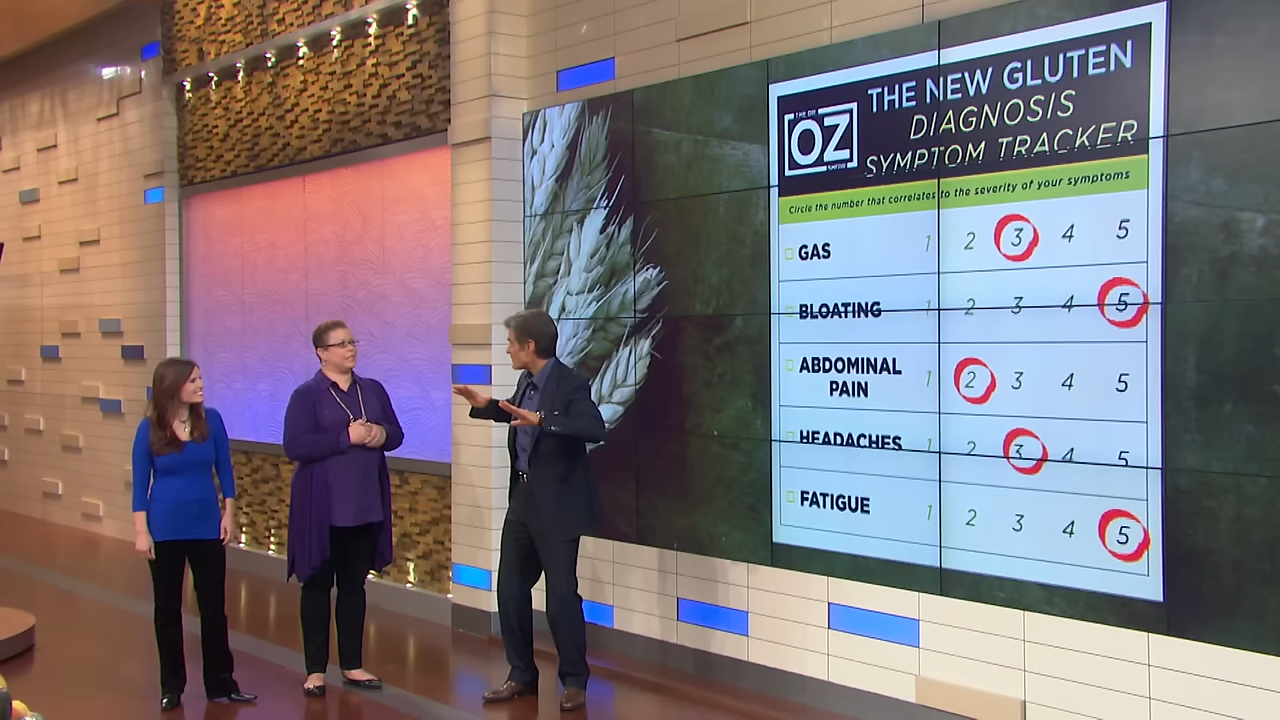 THE DR.
OZ
SHOW
THE NEW GLUTEN
DIAGNOSIS
SYMPTOM TRACKER
Circle the number that correlates to the severity of your symptoms
GAS 1 2 3 4 5
BLOATING 1 2 3 4 5
ABDOMINAL
PAIN 1 2 3 4 5
HEADACHES 1 2 3 4 5
FATIGUE 1 2 3 4 5